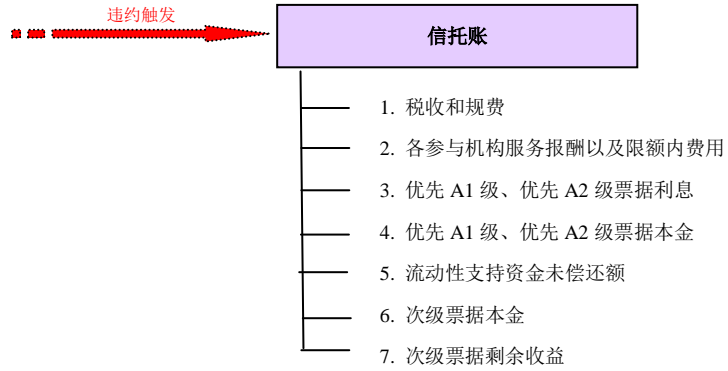 违约触发
信托账
1. 税收和规费
2. 各参与机构服务报酬以及限额内费用
3. 优先 A1 级、优先 A2 级票据利息
4. 优先 A1 级、优先 A2 级票据本金
5. 流动性支持资金未偿还额
6. 次级票据本金
7. 次级票据剩余收益